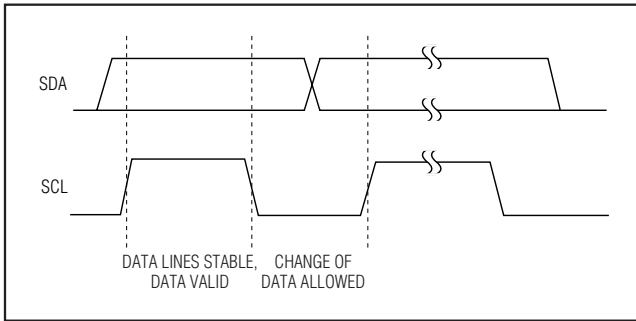 SDA
SCL
DATA LINES STABLE,
DATA VALID
CHANGE OF
DATA ALLOWED